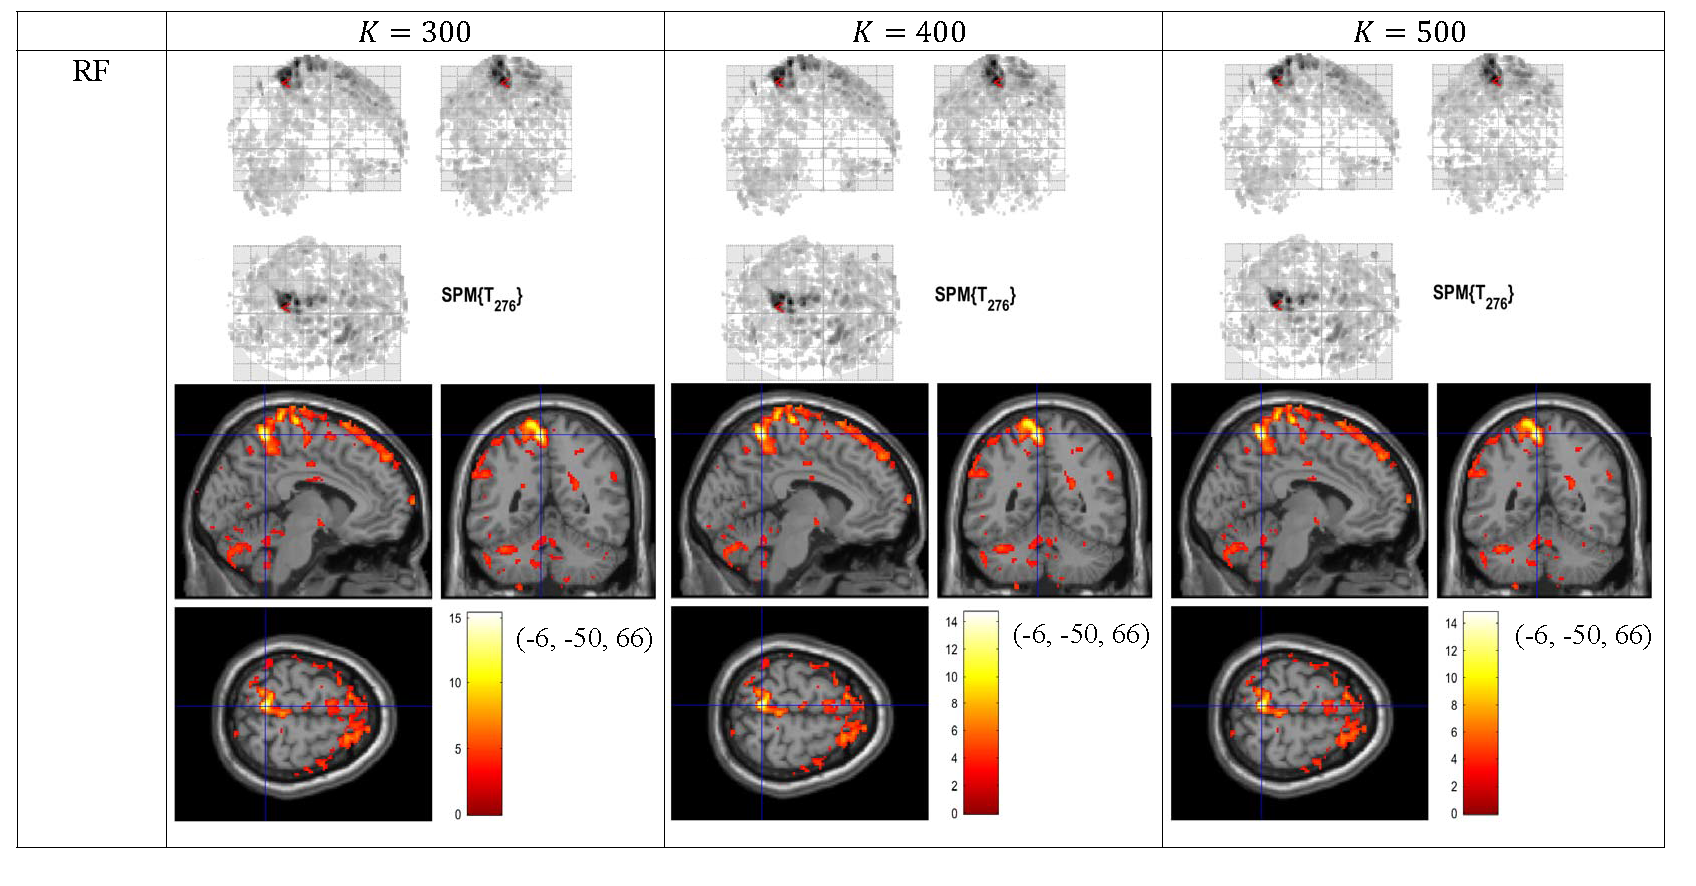 K = 300
K = 400
K = 500
RF
SPM{T276}
SPM{T276}
SPM{T276}
15
10
5
0
(-6, -50, 66)
14
12
10
8
6
4
2
0
(-6, -50, 66)
14
12
10
8
6
4
2
0
(-6, -50, 66)